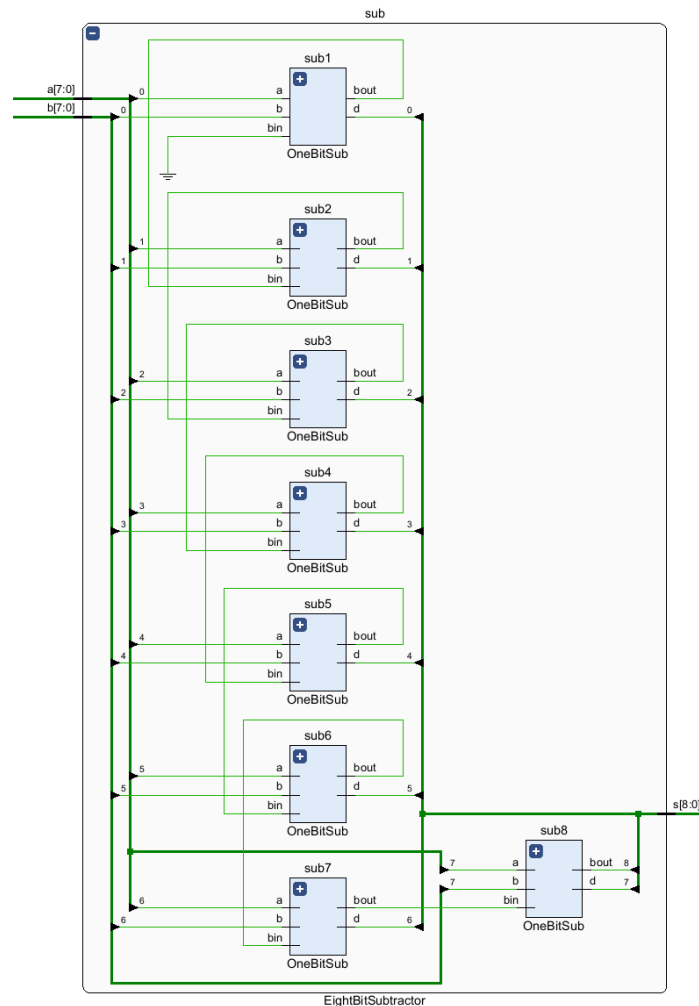 sub
a[7:0]
b[7:0]
sub1
0 a bout
0 b d 0
bin
OneBitSub
sub2
1 a bout
1 b d 1
bin
OneBitSub
sub3
2 a bout
2 b d 2
bin
OneBitSub
sub4
3 a bout
3 b d 3
bin
OneBitSub
sub5
4 a bout
4 b d 4
bin
OneBitSub
sub6
5 a bout
5 b d 5
bin
OneBitSub
s[8:0]
sub8
7 a bout 8
7 b d 7
bin
OneBitSub
sub7
6 a bout
6 b d 6
bin
OneBitSub
EightBitSubtractor